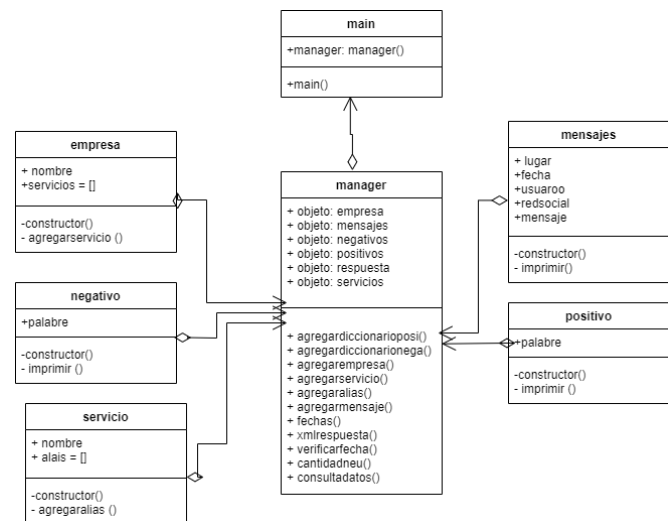 main
+manager: manager()
+main()
empresa
+ nombre
+servicios = []
-constructor()
- agregarservicio ()
negativo
+palabre
-constructor()
- imprimir ()
servicio
+ nombre
+ alais = []
-constructor()
- agregaralias ()
manager
+ objeto: empresa
+ objeto: mensajes
+ objeto: negativos
+ objeto: positivos
+ objeto: respuesta
+ objeto: servicios
+ agregardiccionarioposi()
+ agregardiccionarionega()
+ agregarempresa()
+ agregarservicio()
+ agregaralias()
+ agregarmensaje()
+ fechas()
+ xmlrespuesta()
+ verificarfecha()
+ cantidadneu()
+ consultadatos()
mensajes
+ lugar
+fecha
+usuaroo
+redsocial
+mensaje
-constructor()
- imprimir()
positivo
+palabre
-constructor()
- imprimir ()